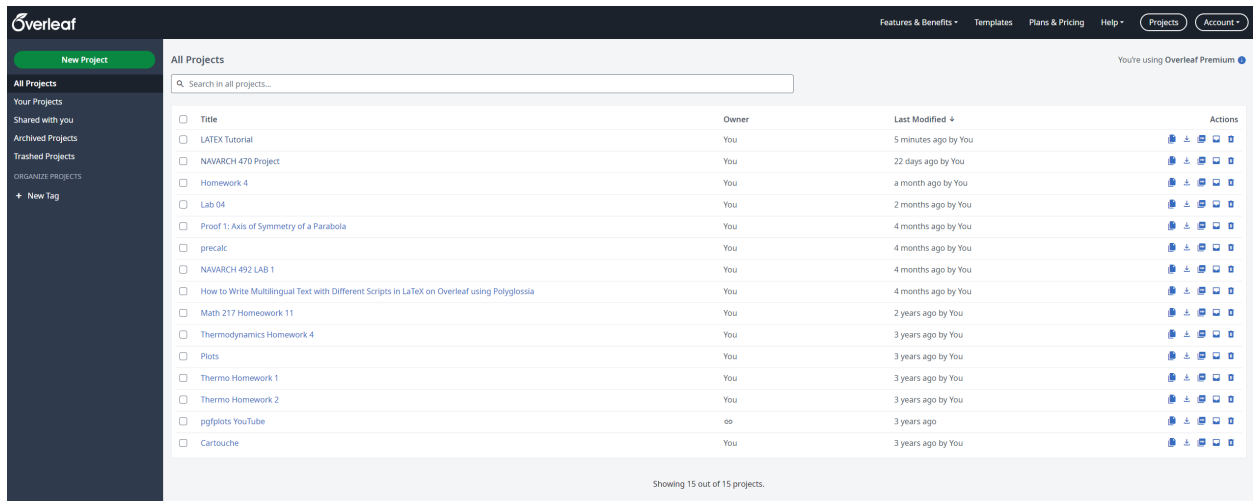 Overleaf
Features & Benefits
Templates
Plans & Pricing
Help
Projects
Account
New Project
All Projects
Your Projects
Shared with you
Archived Projects
Trashed Projects
ORGANIZE PROJECTS
+ New Tag
All Projects
You're using Overleaf Premium
Search in all projects...
Title Owner Last Modified Actions
LATEX Tutorial You 5 minutes ago by You
NAVARCH 470 Project You 22 days ago by You
Homework 4 You a month ago by You
Lab 04 You 2 months ago by You
Proof 1: Axis of Symmetry of a Parabola You 4 months ago by You
precalc You 4 months ago by You
NAVARCH 492 LAB 1 You 4 months ago by You
How to Write Multilingual Text with Different Scripts in LaTeX on Overleaf using Polyglossia You 4 months ago by You
Math 217 Homeowork 11 You 2 years ago by You
Thermodynamics Homework 4 You 3 years ago by You
Plots You 3 years ago by You
Thermo Homework 1 You 3 years ago by You
Thermo Homework 2 You 3 years ago by You
pgfplots YouTube 3 years ago
Cartouche You 3 years ago by You
Showing 15 out of 15 projects.